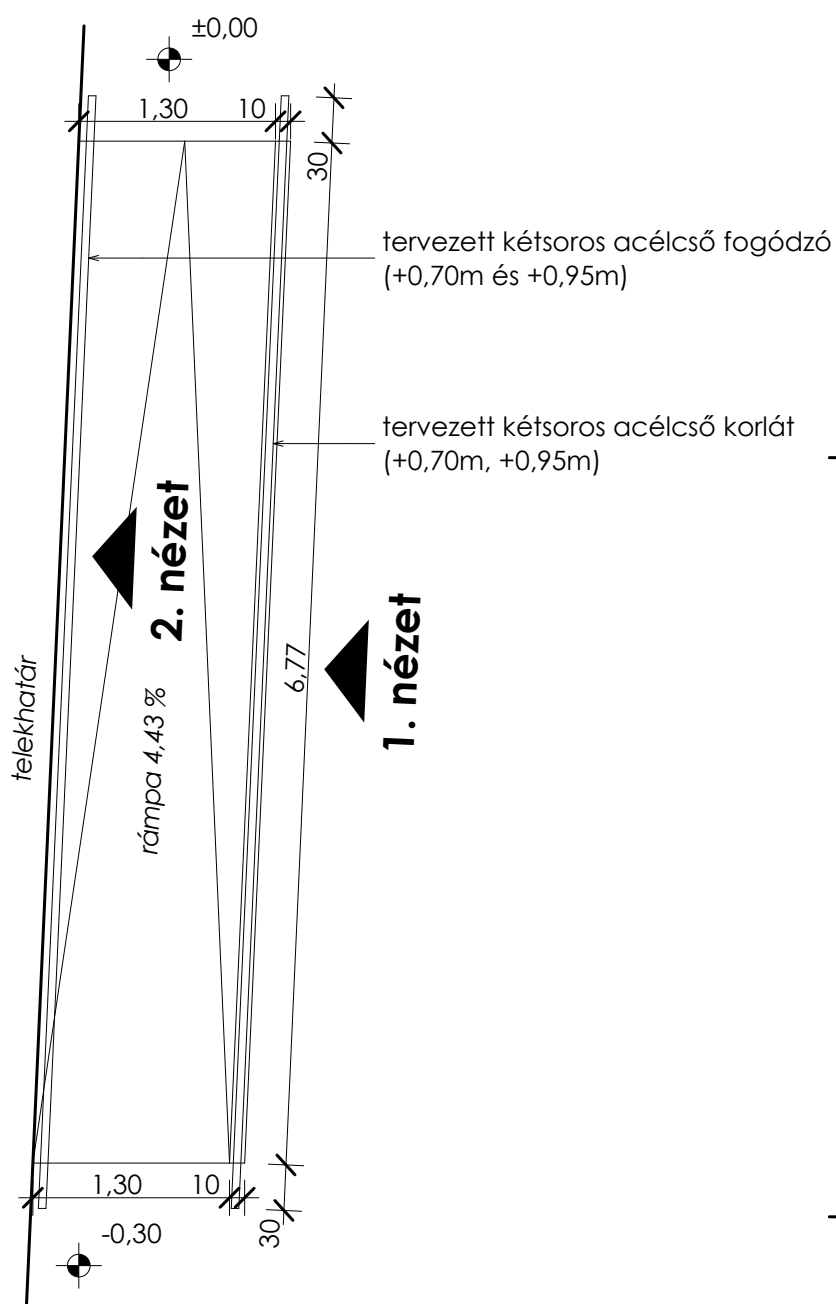 ±0,00
1,30
10
30
tervezett kétsoros acélcső fogódzó
(+0,70m és +0,95m)
tervezett kétsoros acélcső korlát
(+0,70m, +0,95m)
2. nézet
1. nézet
6,77
telekhatár
rámpa 4,43 %
1,30
10
30
-0,30